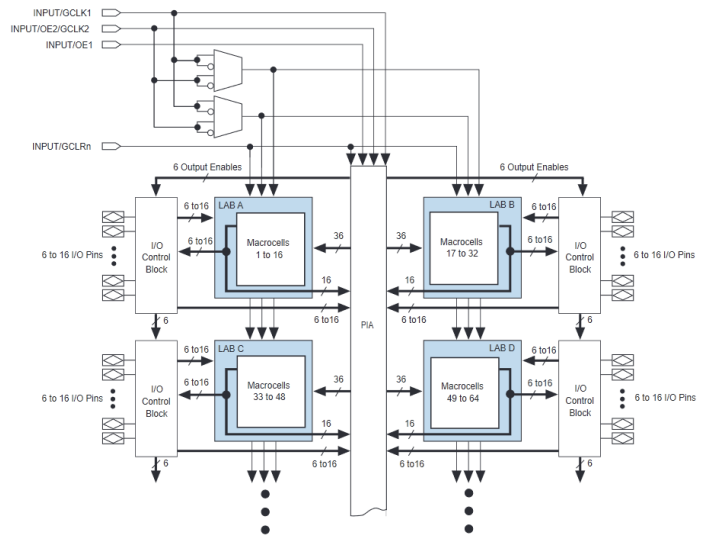 INPUT/GCLK1
INPUT/OE2/GCLK2
INPUT/OE1
INPUT/GCLRn
6 Output Enables
6 Output Enables
6 to16
LAB A
LAB B
6 to16
6 to 16 I/O Pins
I/O
Control
Block
6 to16
Macrocells
1 to 16
36
36
Macrocells
17 to 32
6 to16
I/O
Control
Block
6 to 16 I/O Pins
16
16
6
6 to16
PIA
6 to16
6
6 to16
LAB C
LAB D
6 to16
6 to 16 I/O Pins
I/O
Control
Block
6 to16
Macrocells
33 to 48
36
36
Macrocells
49 to 64
6 to16
I/O
Control
Block
6 to 16 I/O Pins
16
16
6
6 to16
6 to16
6